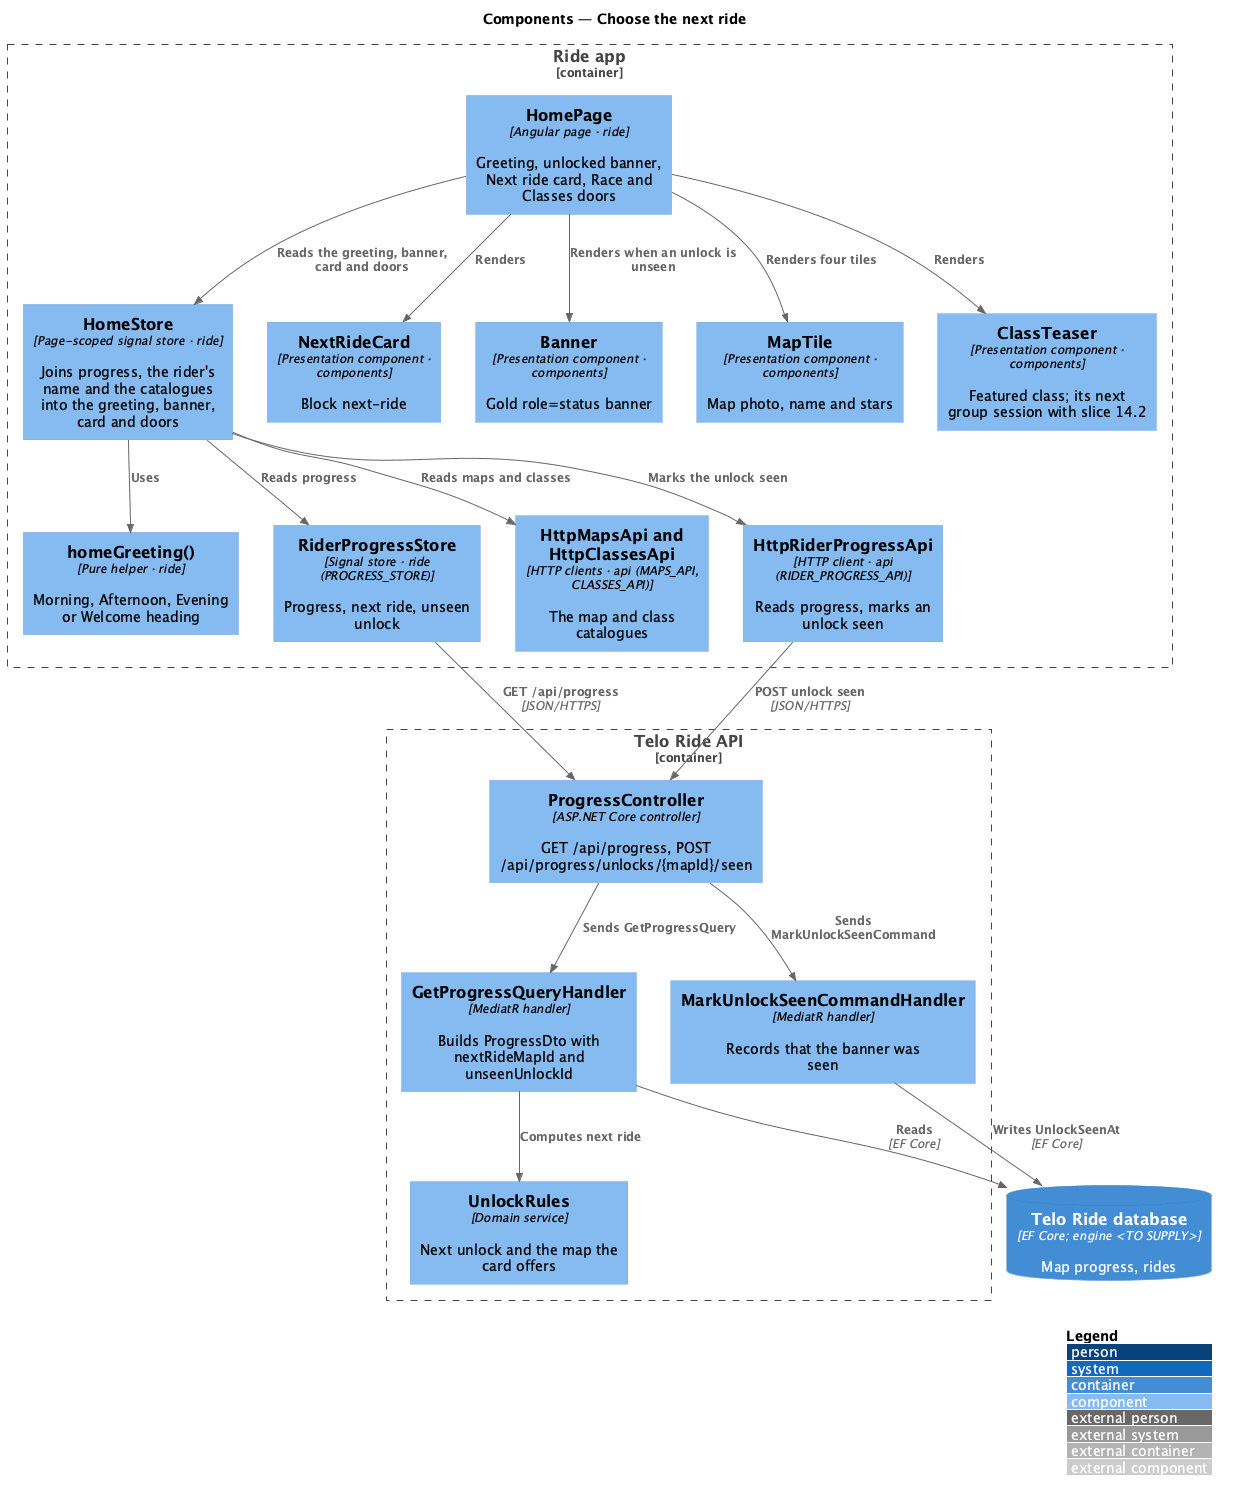 Components — Choose the next ride
Ride app
[container]
HomePage
[Angular page · ride]
Greeting, unlocked banner,
Next ride card, Race and
Classes doors
Reads the greeting, banner,
card and doors
Renders
Renders when an unlock is
unseen
Renders four tiles
Renders
HomeStore
[Page-scoped signal store · ride]
Joins progress, the rider's
name and the catalogues
into the greeting, banner,
card and doors
NextRideCard
[Presentation component ·
components]
Block next-ride
Banner
[Presentation component ·
components]
Gold role=status banner
MapTile
[Presentation component ·
components]
Map photo, name and stars
ClassTeaser
[Presentation component ·
components]
Featured class; its next
group session with slice 14.2
Uses
Reads progress
Reads maps and classes
Marks the unlock seen
homeGreeting()
[Pure helper · ride]
Morning, Afternoon, Evening
or Welcome heading
RiderProgressStore
[Signal store · ride
(PROGRESS_STORE)]
Progress, next ride, unseen
unlock
HttpMapsApi and
HttpClassesApi
[HTTP clients · api (MAPS_API,
CLASSES_API)]
The map and class
catalogues
HttpRiderProgressApi
[HTTP client · api
(RIDER_PROGRESS_API)]
Reads progress, marks an
unlock seen
GET /api/progress
[JSON/HTTPS]
POST unlock seen
[JSON/HTTPS]
Telo Ride API
[container]
ProgressController
[ASP.NET Core controller]
GET /api/progress, POST
/api/progress/unlocks/{mapId}/seen
Sends GetProgressQuery
Sends
MarkUnlockSeenCommand
GetProgressQueryHandler
[MediatR handler]
Builds ProgressDto with
nextRideMapId and
unseenUnlockId
MarkUnlockSeenCommandHandler
[MediatR handler]
Records that the banner was
seen
Computes next ride
Reads
[EF Core]
Writes UnlockSeenAt
[EF Core]
UnlockRules
[Domain service]
Next unlock and the map the
card offers
Telo Ride database
[EF Core; engine <TO SUPPLY>]
Map progress, rides
Legend
person
system
container
component
external person
external system
external container
external component